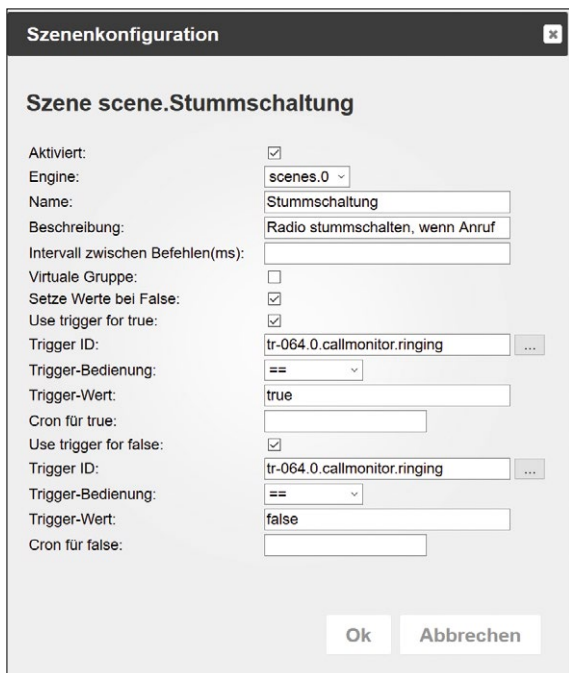 Szenenkonfiguration
Szene scene.Stummschaltung
Aktiviert:
Engine: scenes.0
Name: Stummschaltung
Beschreibung: Radio stummschalten, wenn Anruf
Intervall zwischen Befehlen(ms):
Virtuale Gruppe:
Setze Werte bei False:
Use trigger for true:
Trigger ID: tr-064.0.callmonitor.ringing ...
Trigger-Bedienung: ==
Trigger-Wert: true
Cron für true:
Use trigger for false:
Trigger ID: tr-064.0.callmonitor.ringing ...
Trigger-Bedienung: ==
Trigger-Wert: false
Cron für false:
Ok Abbrechen